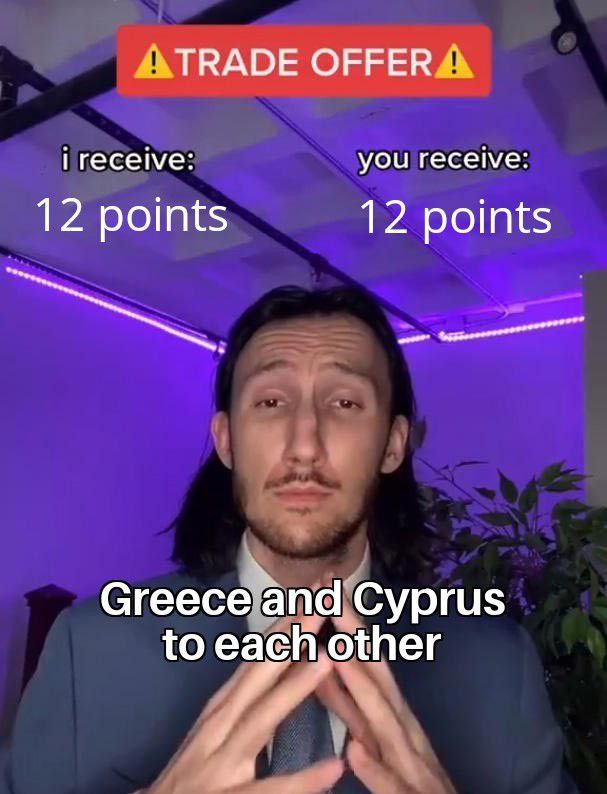 ⚠️TRADE OFFER⚠️
i receive:
you receive:
12 points
12 points
Greece and Cyprus
to each other